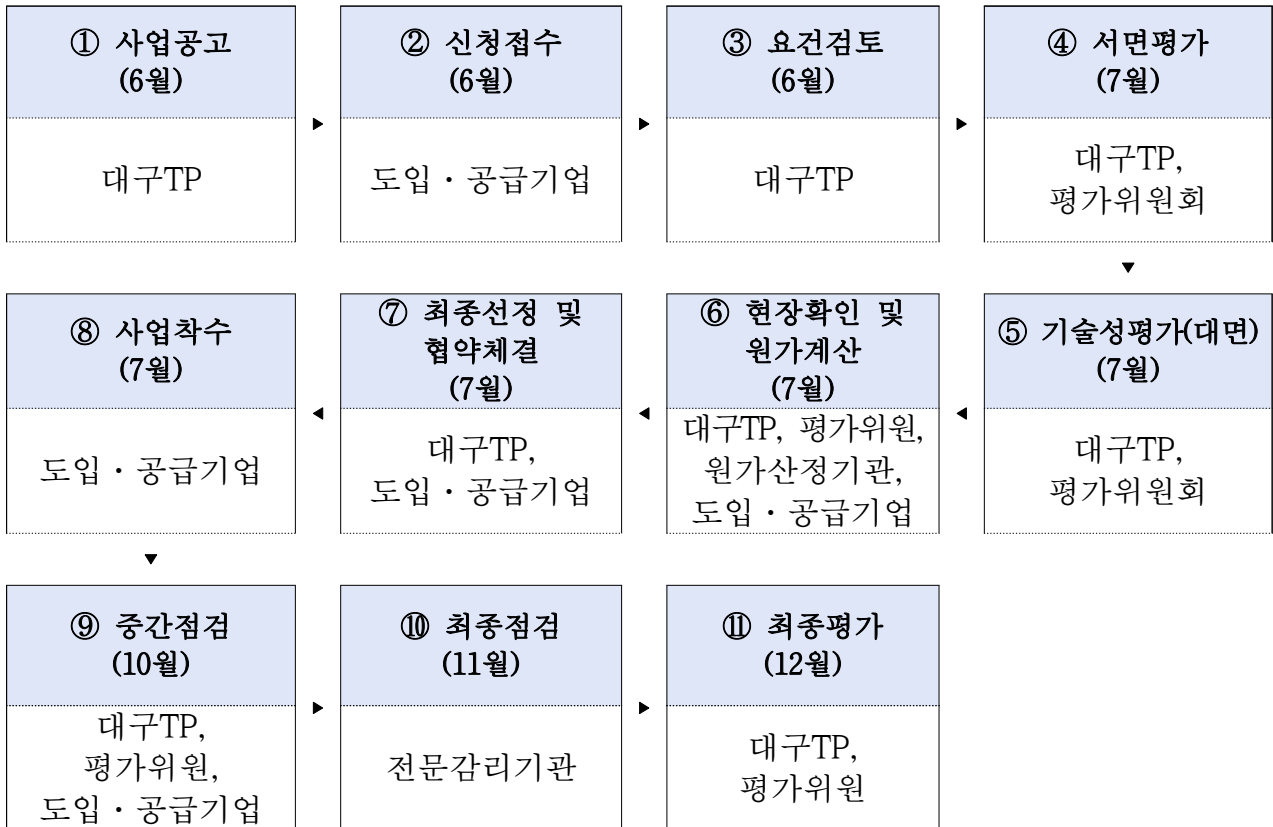 ① 사업공고
(6월)
대구TP
② 신청접수
(6월)
도입・공급기업
③ 요건검토
(6월)
대구TP
④ 서면평가
(7월)
대구TP,
평가위원회
⑤ 기술성평가(대면)
(7월)
대구TP,
평가위원회
⑥ 현장확인 및
원가계산
(7월)
대구TP, 평가위원,
원가산정기관,
도입・공급기업
⑦ 최종선정 및
협약체결
(7월)
대구TP,
도입・공급기업
⑧ 사업착수
(7월)
도입・공급기업
⑨ 중간점검
(10월)
대구TP,
평가위원,
도입・공급기업
⑩ 최종점검
(11월)
전문감리기관
⑪ 최종평가
(12월)
대구TP,
평가위원